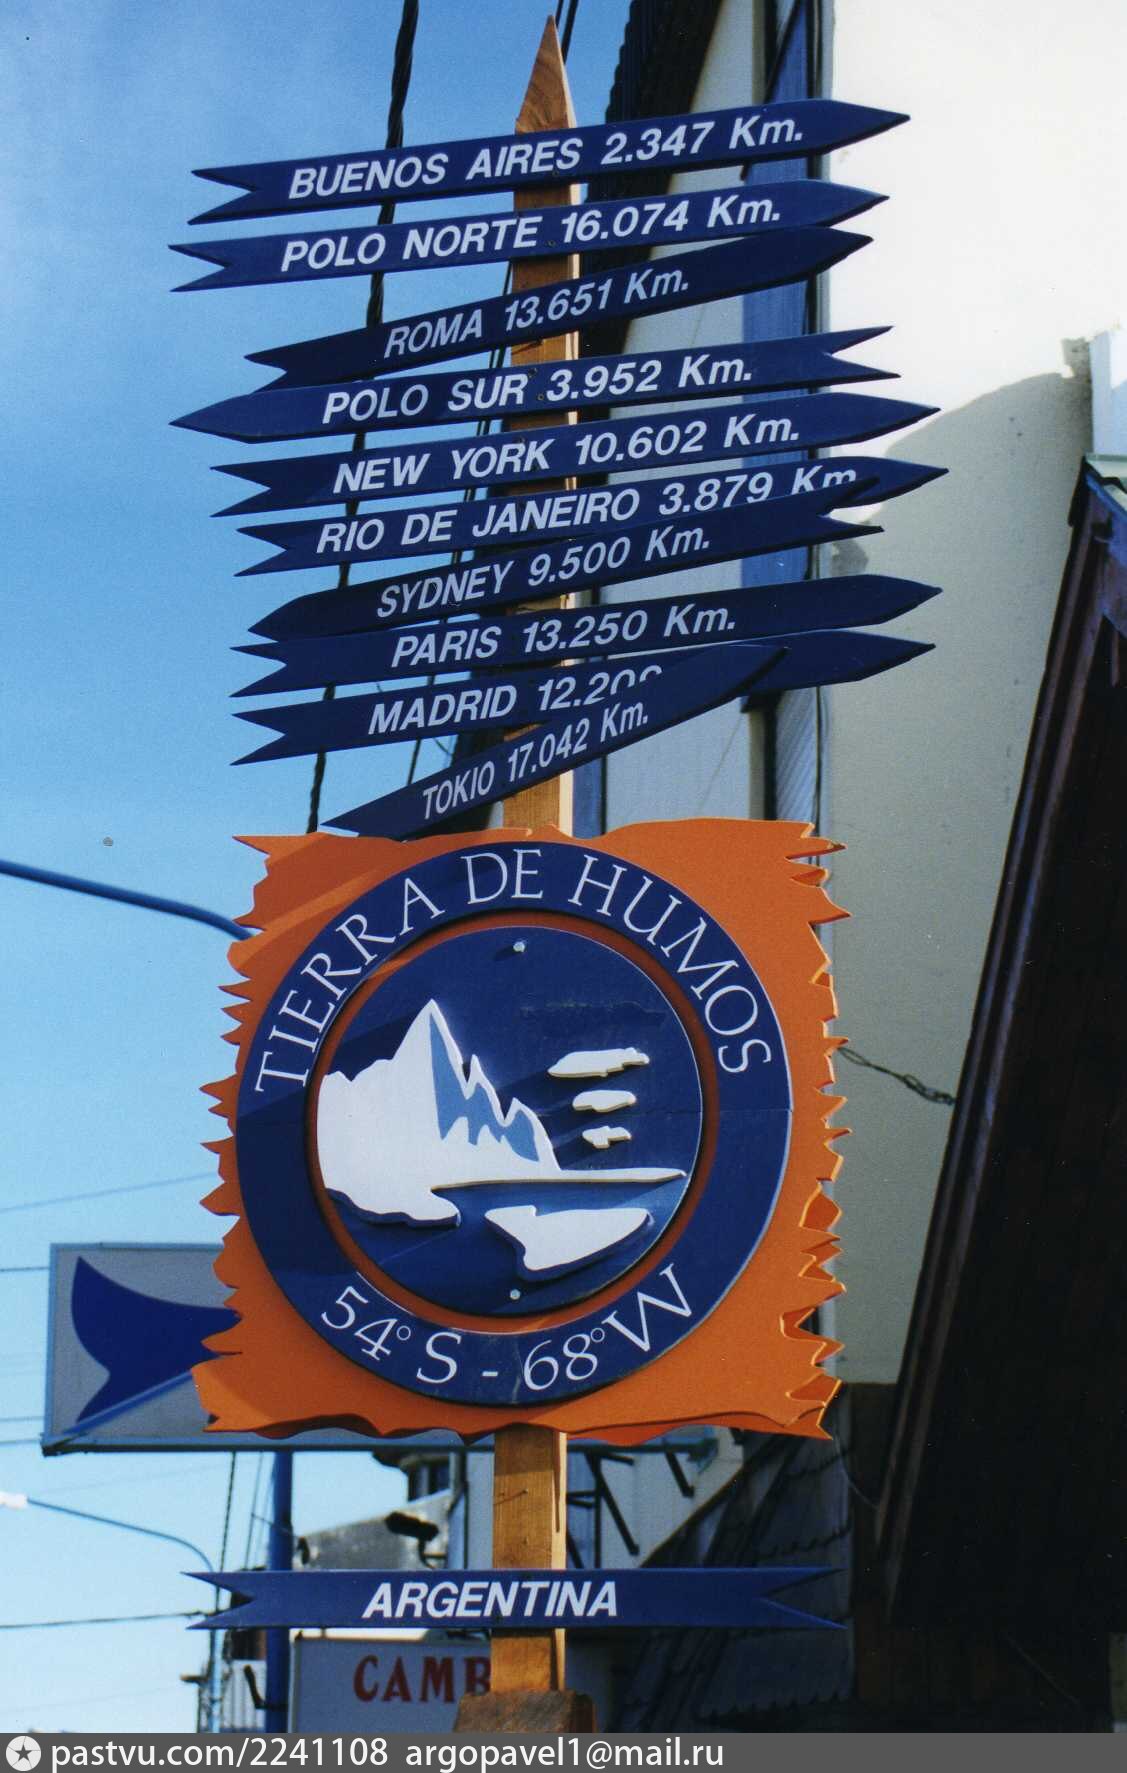 BUENOS AIRES 2.347 Km.
POLO NORTE 16.074 Km.
ROMA 13.651 Km.
POLO SUR 3.952 Km.
NEW YORK 10.602 Km.
RIO DE JANEIRO 3.879 Km
SYDNEY 9.500 Km.
PARIS 13.250 Km.
MADRID
TOKIO 17.042 Km.
TIERRA DE HUMOS
54° S - 68° W
ARGENTINA
CAMB
pastvu.com/2241108 argopavel1@mail.ru